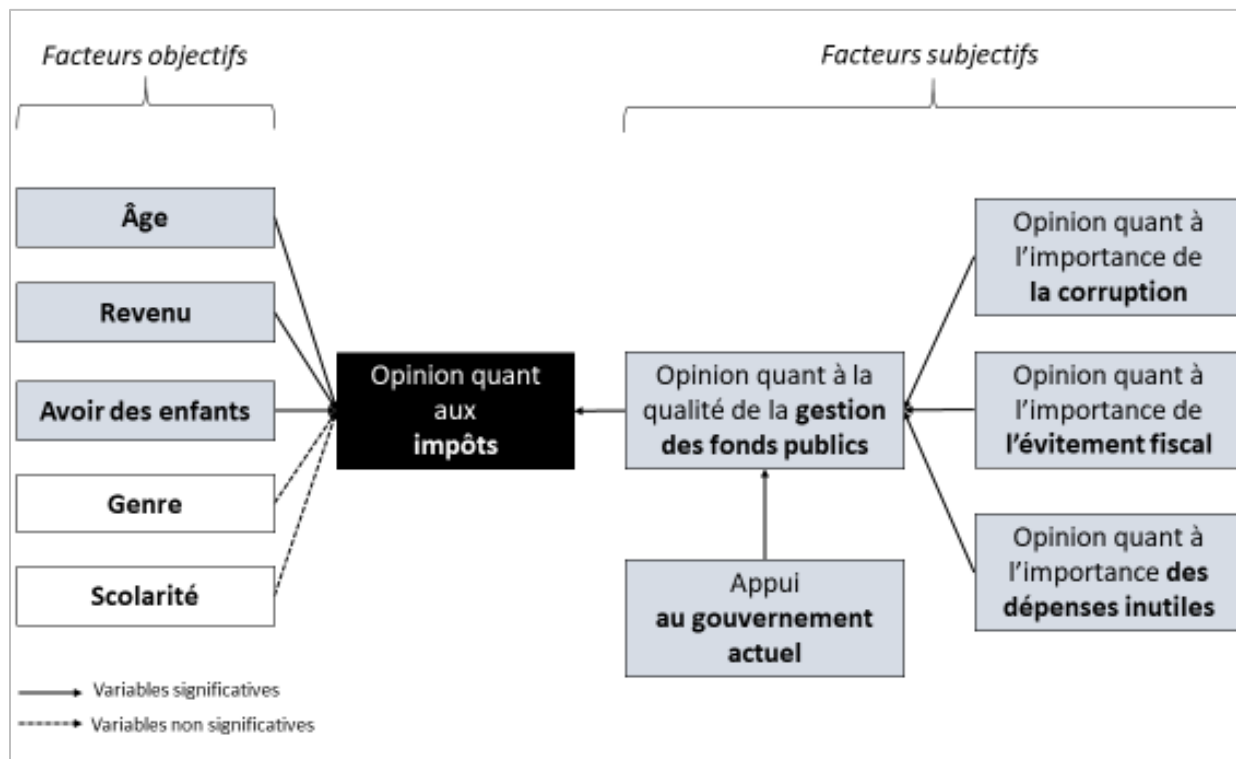 Facteurs objectifs
Facteurs subjectifs
Âge
Revenu
Avoir des enfants
Genre
Scolarité
Opinion quant
aux
impôts
Opinion quant à la
qualité de la gestion
des fonds publics
Appui
au gouvernement
actuel
Opinion quant à
l'importance de
la corruption
Opinion quant à
l'importance de
l'évitement fiscal
Opinion quant à
l'importance des
dépenses inutiles
Variables significatives
Variables non significatives